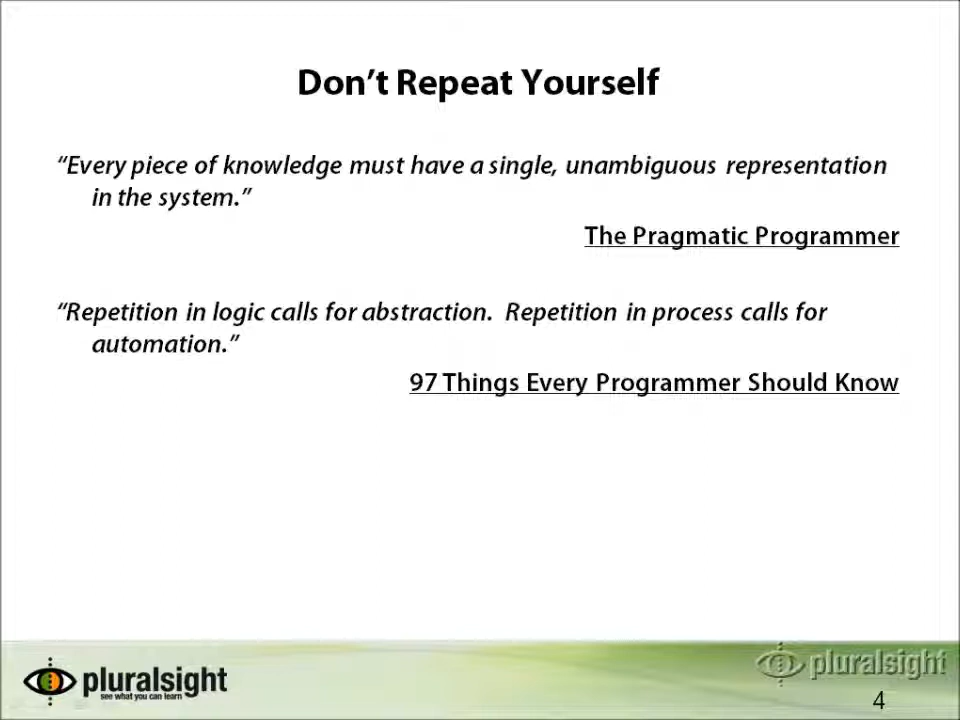 Don’t Repeat Yourself
“Every piece of knowledge must have a single, unambiguous representation
in the system.”
The Pragmatic Programmer
“Repetition in logic calls for abstraction.  Repetition in process calls for
automation.”
97 Things Every Programmer Should Know
pluralsight
see what you can learn
pluralsight
4